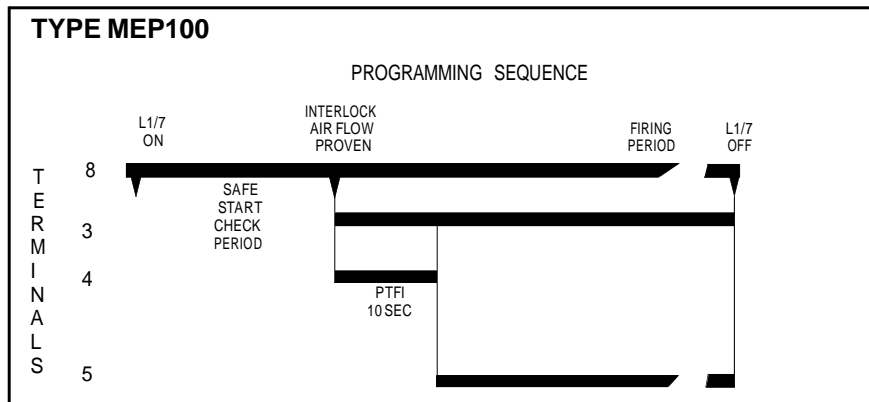 TYPE MEP100
PROGRAMMING SEQUENCE
L1/7
ON
INTERLOCK
AIR FLOW
PROVEN
FIRING
PERIOD
L1/7
OFF
TERMINALS
8
SAFE
START
CHECK
PERIOD
3
4
PTFI
10 SEC
5